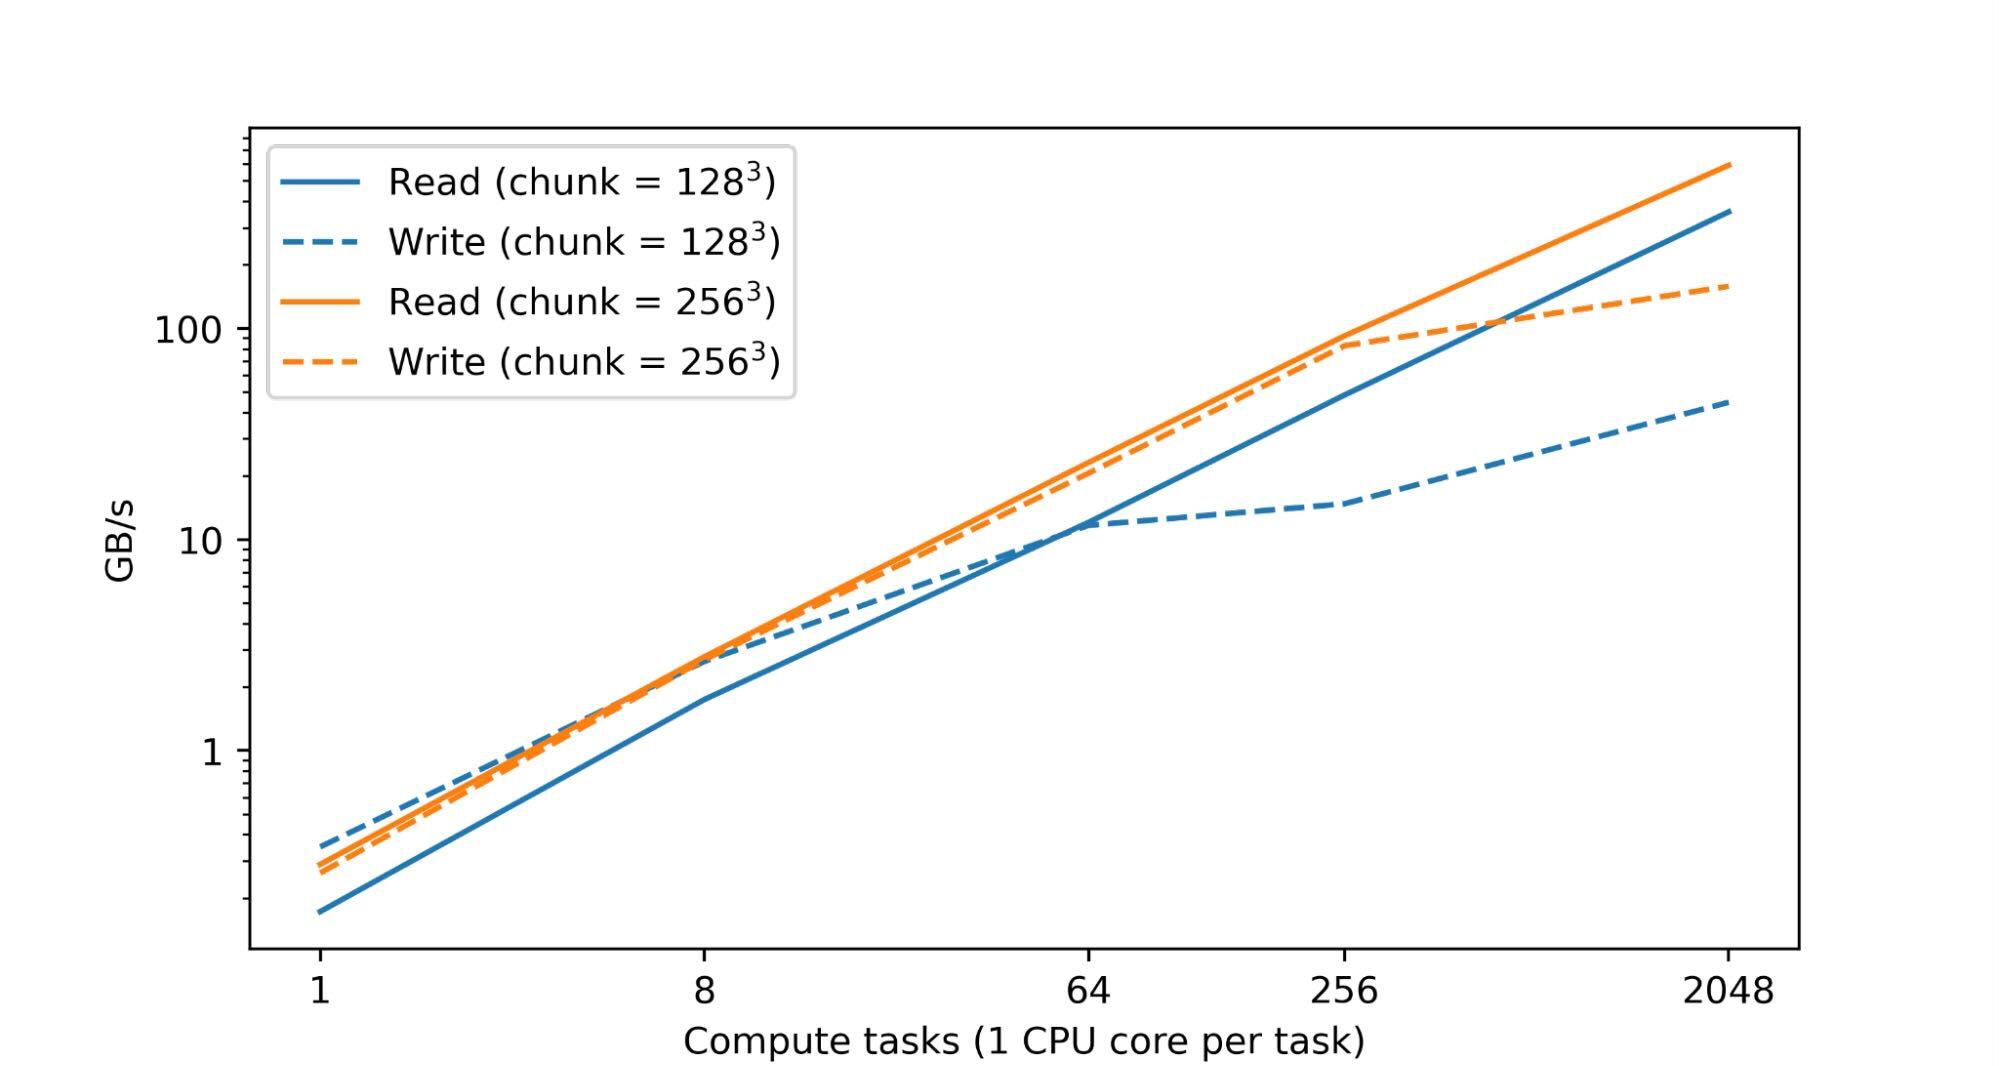 Read (chunk = 128³)
Write (chunk = 128³)
Read (chunk = 256³)
Write (chunk = 256³)
100
10
1
GB/s
1 8 64 256 2048
Compute tasks (1 CPU core per task)